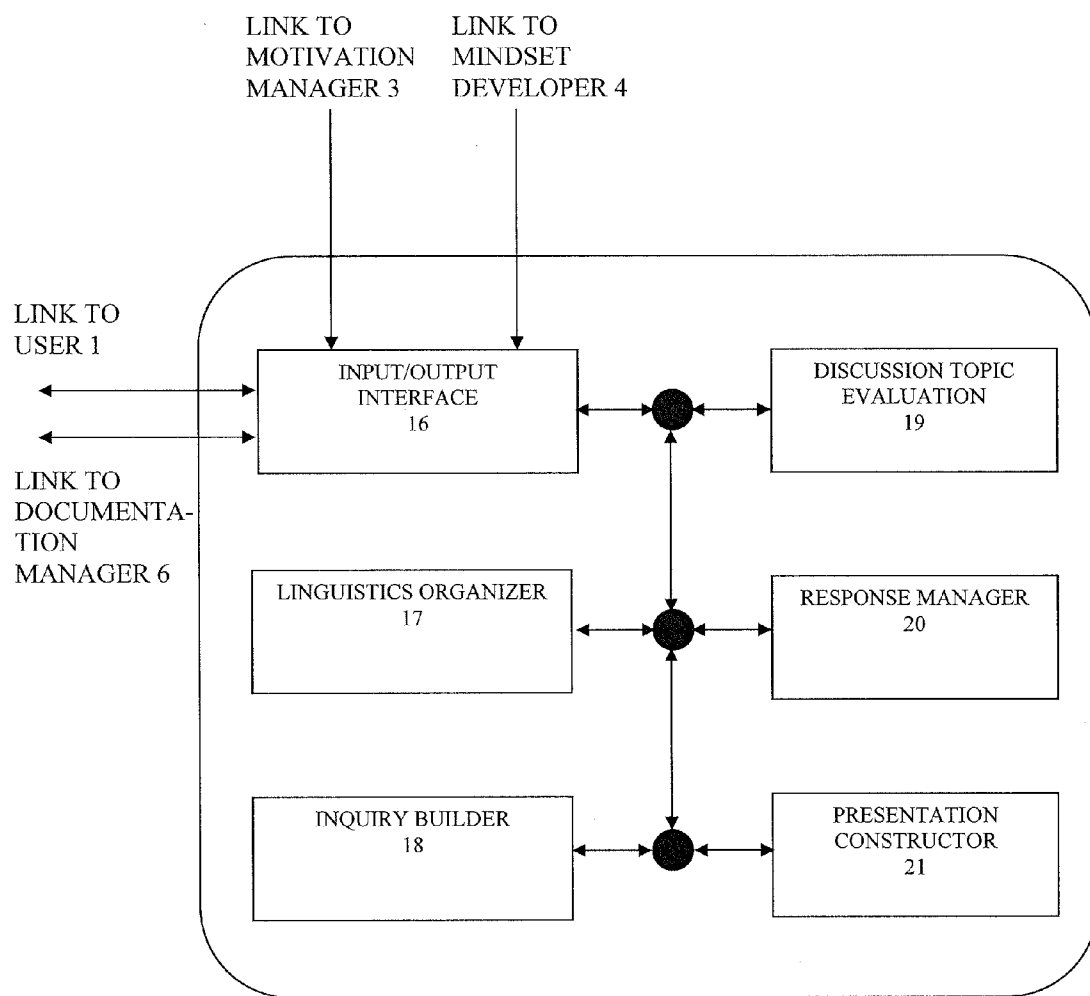 LINK TO
MOTIVATION
MANAGER 3
LINK TO
MINDSET
DEVELOPER 4
LINK TO
USER 1
LINK TO
DOCUMENTA-
TION
MANAGER 6
INPUT/OUTPUT
INTERFACE
16
DISCUSSION TOPIC
EVALUATION
19
LINGUISTICS ORGANIZER
17
RESPONSE MANAGER
20
INQUIRY BUILDER
18
PRESENTATION
CONSTRUCTOR
21